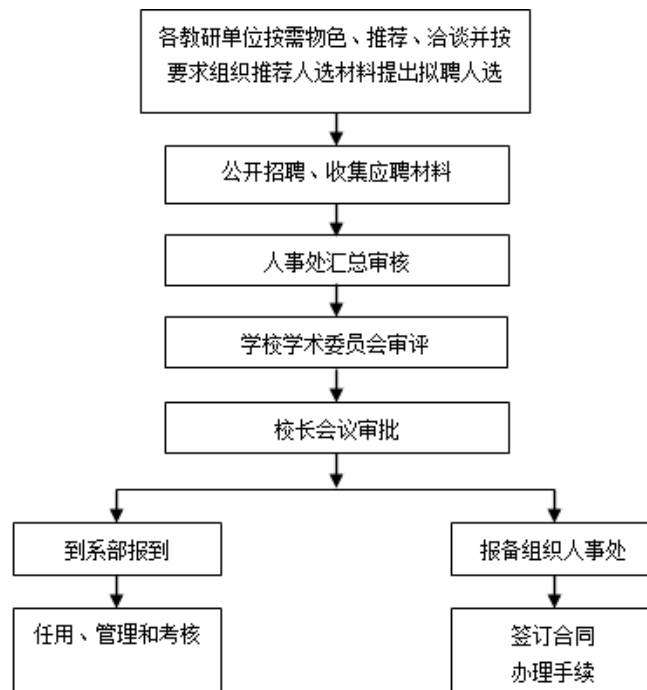 各教研单位按需物色、推荐、洽谈并按
要求组织推荐人选材料提出拟聘人选
公开招聘、收集应聘材料
人事处汇总审核
学校学术委员会审评
校长会议审批
到系部报到
报备组织人事处
任用、管理和考核
签订合同
办理手续